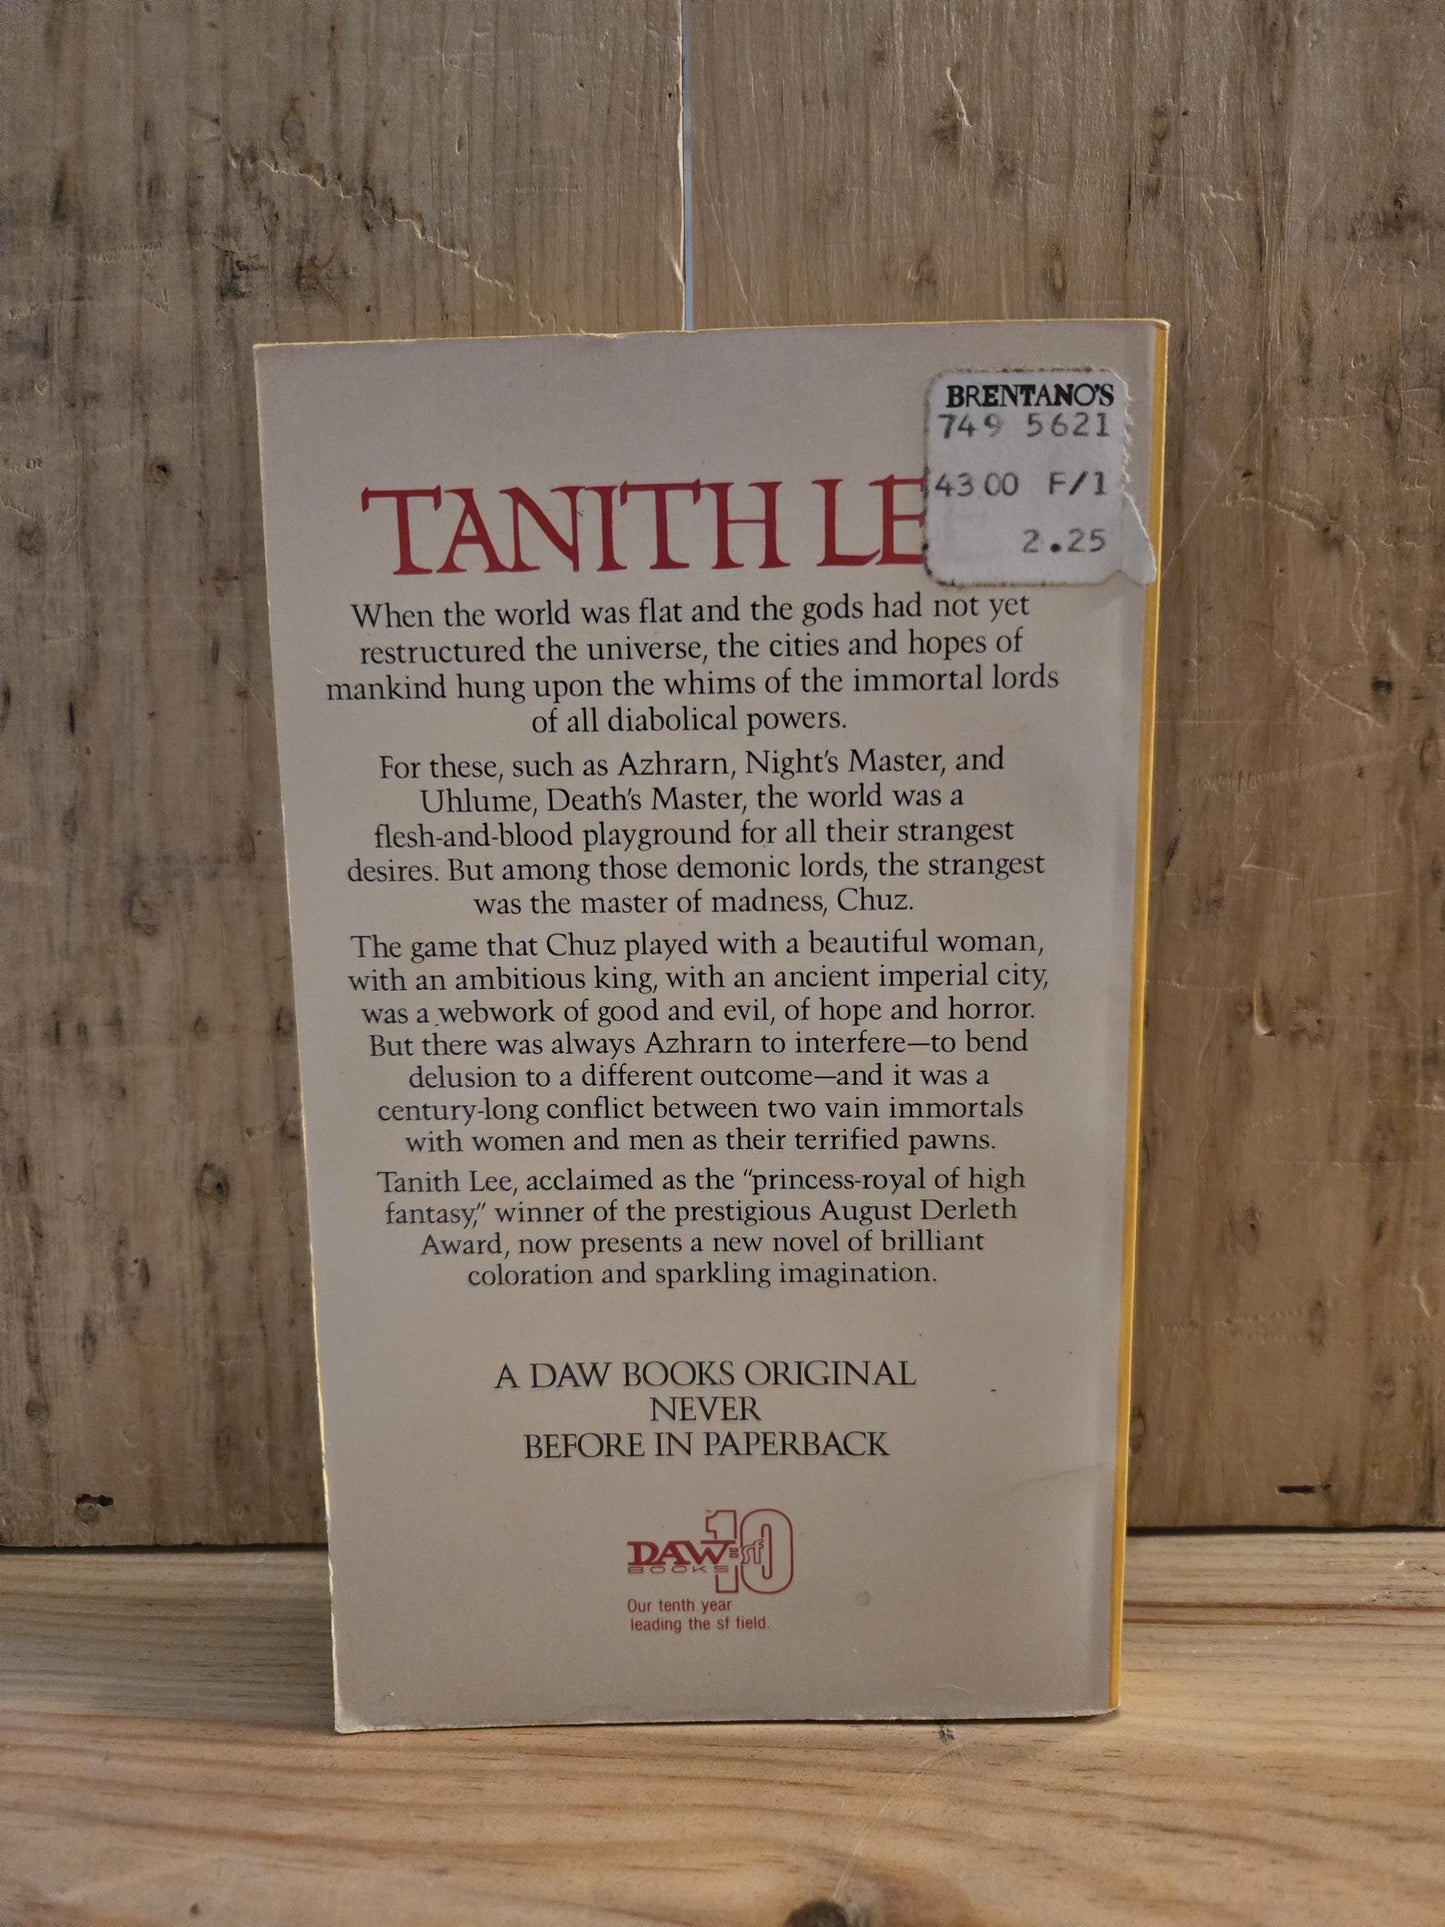 BRENTANO'S
749 5621
43 00 F/1
2.25
TANITH LE
When the world was flat and the gods had not yet
restructured the universe, the cities and hopes of
mankind hung upon the whims of the immortal lords
of all diabolical powers.
For these, such as Azhrarn, Night's Master, and
Uhlume, Death's Master, the world was a
flesh-and-blood playground for all their strangest
desires. But among those demonic lords, the strangest
was the master of madness, Chuz.
The game that Chuz played with a beautiful woman,
with an ambitious king, with an ancient imperial city,
was a webwork of good and evil, of hope and horror.
But there was always Azhrarn to interfere—to bend
delusion to a different outcome—and it was a
century-long conflict between two vain immortals
with women and men as their terrified pawns.
Tanith Lee, acclaimed as the "princess-royal of high
fantasy," winner of the prestigious August Derleth
Award, now presents a new novel of brilliant
coloration and sparkling imagination.
A DAW BOOKS ORIGINAL
NEVER
BEFORE IN PAPERBACK
DAW sf 10
BOOKS
Our tenth year
leading the sf field.